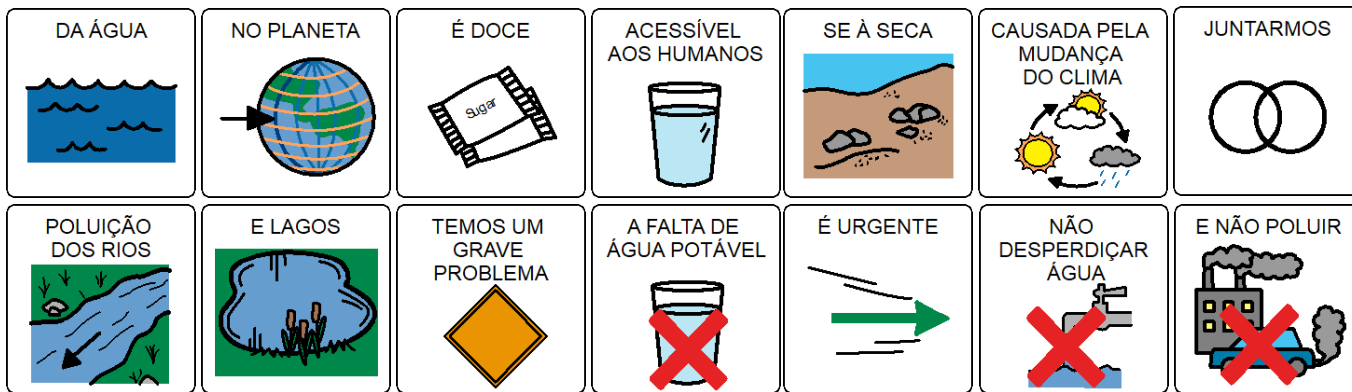 DA ÁGUA
NO PLANETA
É DOCE
Sugar
ACESSÍVEL
AOS HUMANOS
SE À SECA
CAUSADA PELA
MUDANÇA
DO CLIMA
JUNTARMOS
POLUIÇÃO
DOS RIOS
E LAGOS
TEMOS UM
GRAVE
PROBLEMA
A FALTA DE
ÁGUA POTÁVEL
É URGENTE
NÃO
DESPERDIÇAR
ÁGUA
E NÃO POLUIR